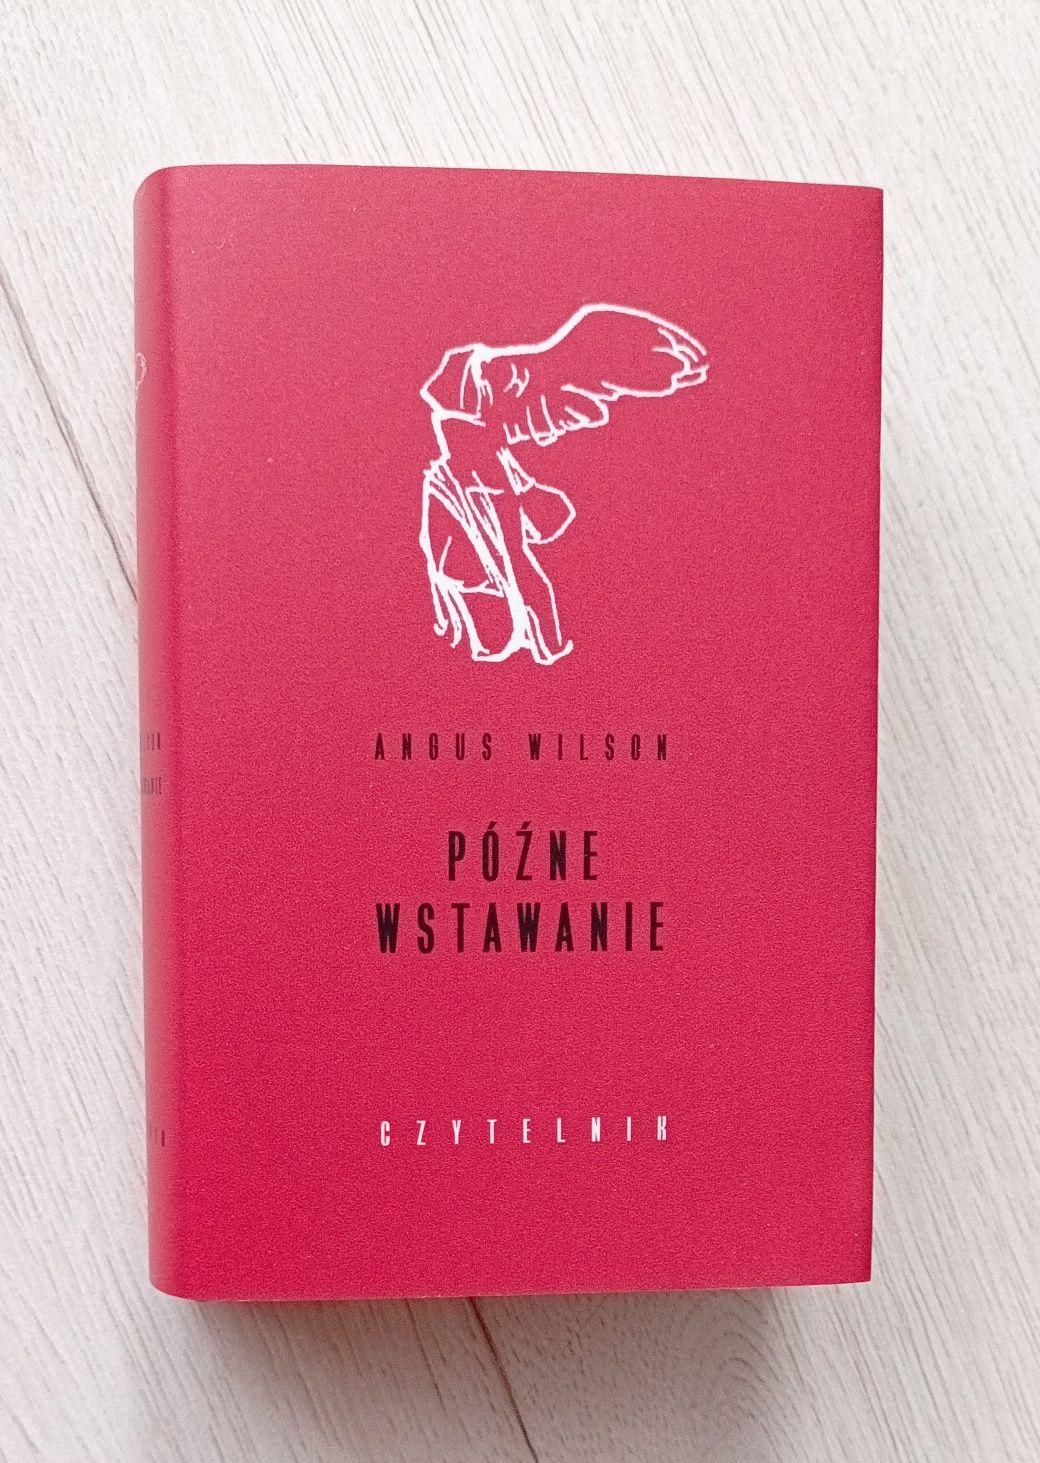 ANGUS WILSON
PÓŹNE
WSTAWANIE
CZYTELNIK